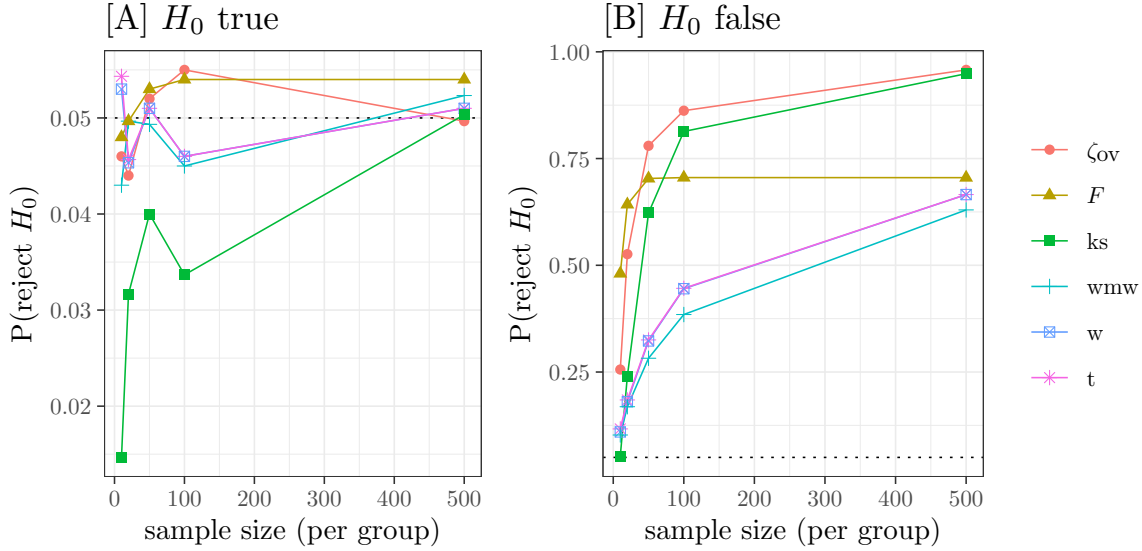 [A] H₀ true
P(reject H₀)
0.05
0.04
0.03
0.02
0
100
200
300
400
500
sample size (per group)
[B] H₀ false
P(reject H₀)
1.00
0.75
0.50
0.25
0
100
200
300
400
500
sample size (per group)
ζov
F
ks
wmw
w
t